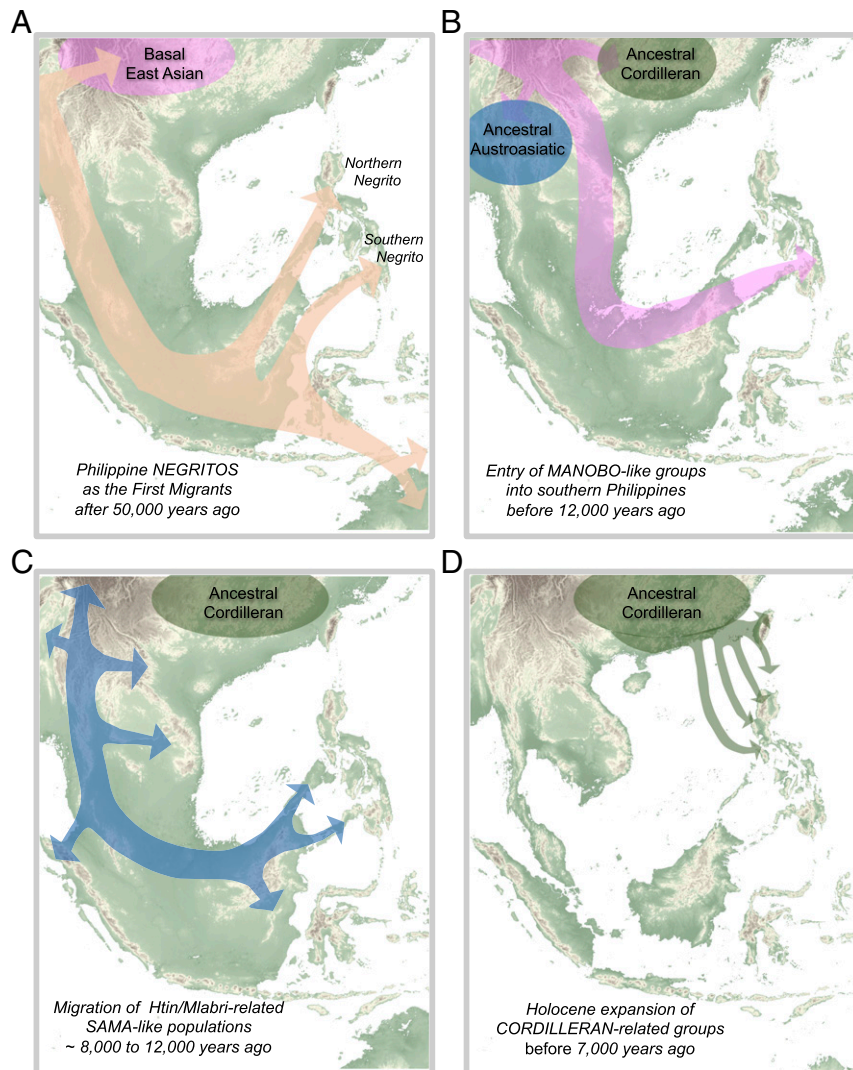 A
Basal
East Asian
Northern
Negrito
Southern
Negrito
Philippine NEGRITOS
as the First Migrants
after 50,000 years ago
B
Ancestral
Cordilleran
Ancestral
Austroasiatic
Entry of MANOBO-like groups
into southern Philippines
before 12,000 years ago
C
Ancestral
Cordilleran
Migration of Htin/Mlabri-related
SAMA-like populations
~ 8,000 to 12,000 years ago
D
Ancestral
Cordilleran
Holocene expansion of
CORDILLERAN-related groups
before 7,000 years ago